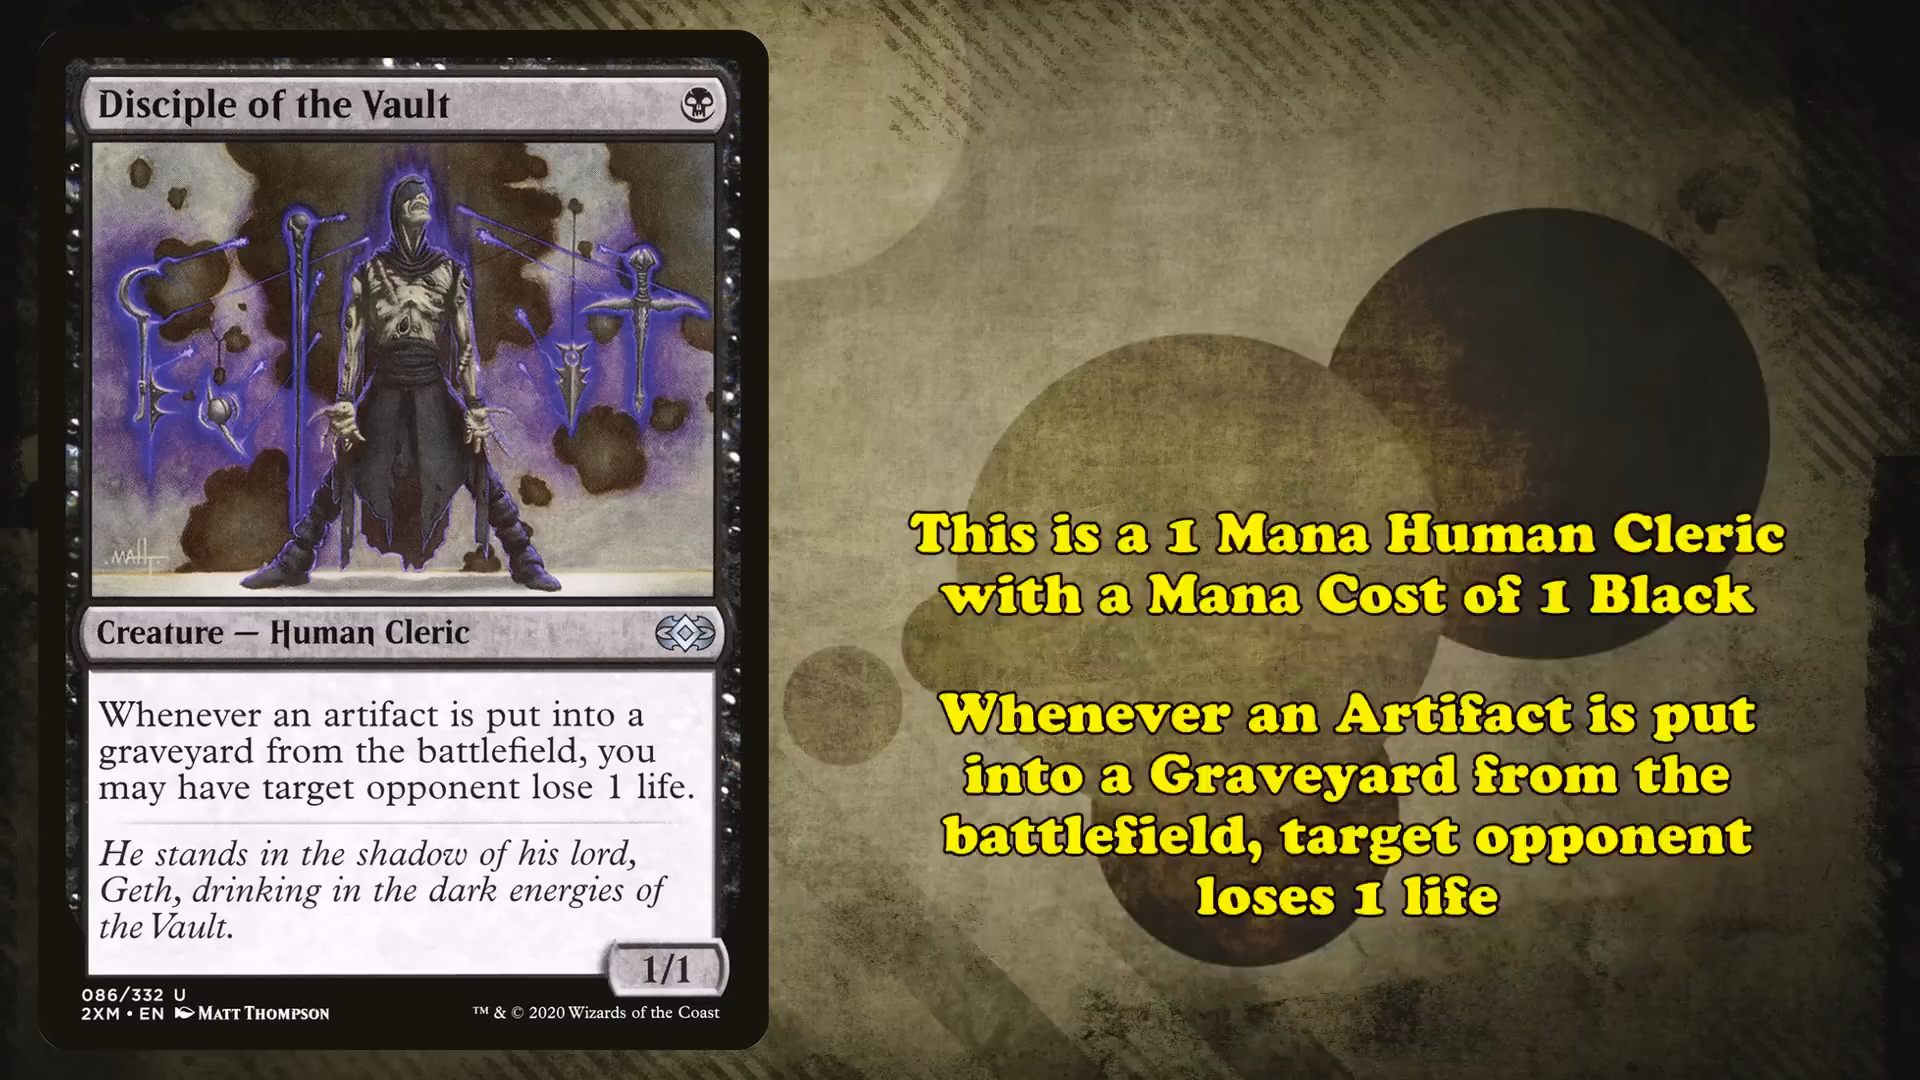 Disciple of the Vault
MATT
Creature — Human Cleric
Whenever an artifact is put into a
graveyard from the battlefield, you
may have target opponent lose 1 life.
He stands in the shadow of his lord,
Geth, drinking in the dark energies of
the Vault.
1/1
086/332 U
2XM • EN MATT THOMPSON
™ & © 2020 Wizards of the Coast
This is a 1 Mana Human Cleric
with a Mana Cost of 1 Black
Whenever an Artifact is put
into a Graveyard from the
battlefield, target opponent
loses 1 life